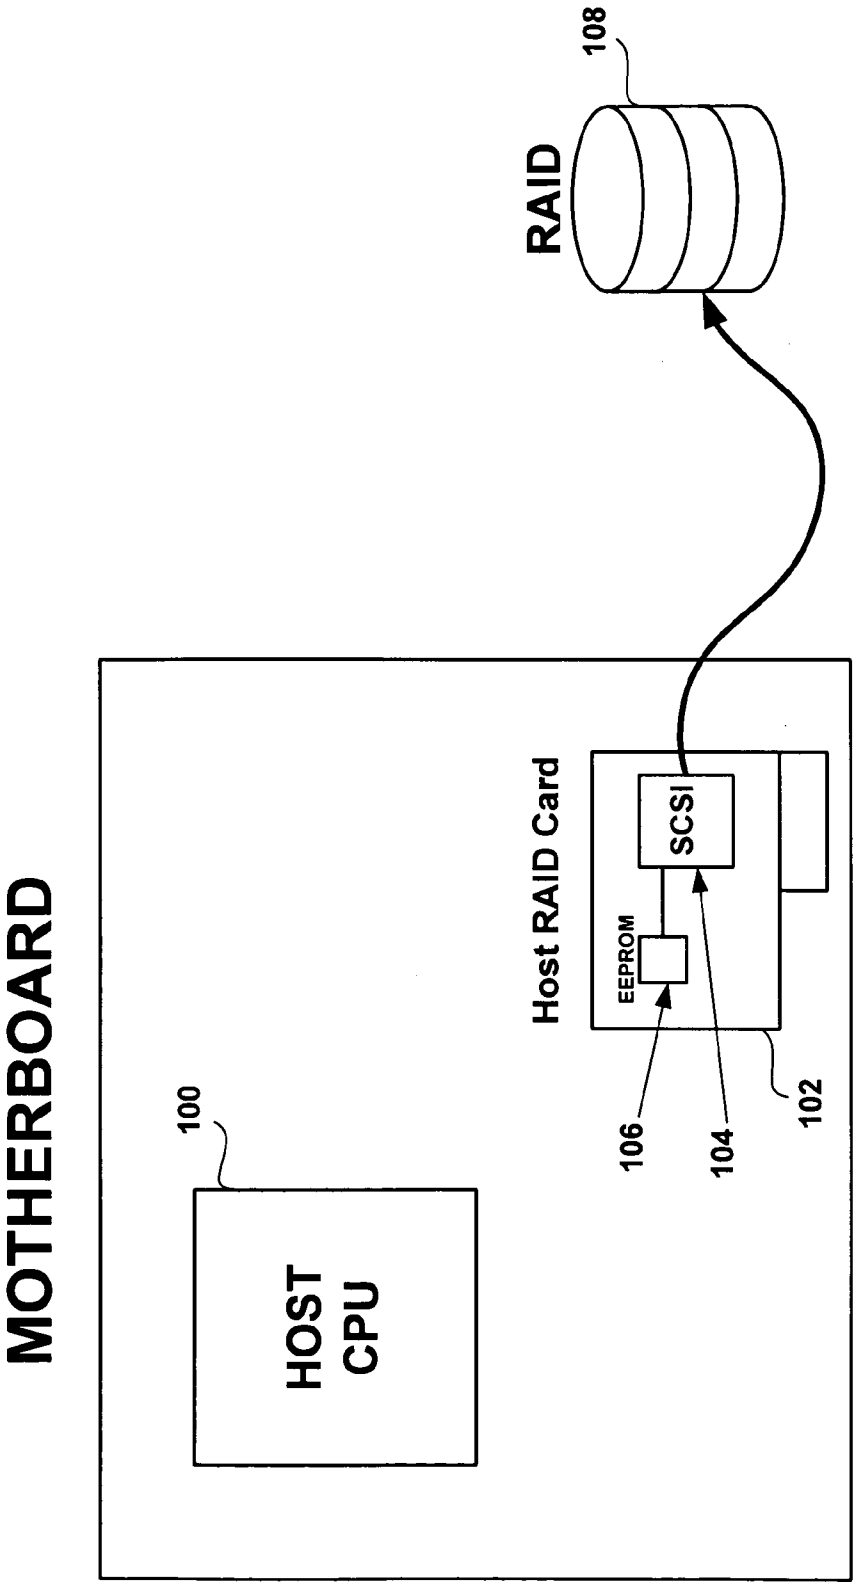 MOTHERBOARD
HOST
CPU
100
Host RAID Card
EEPROM
SCSI
106
104
102
RAID
108